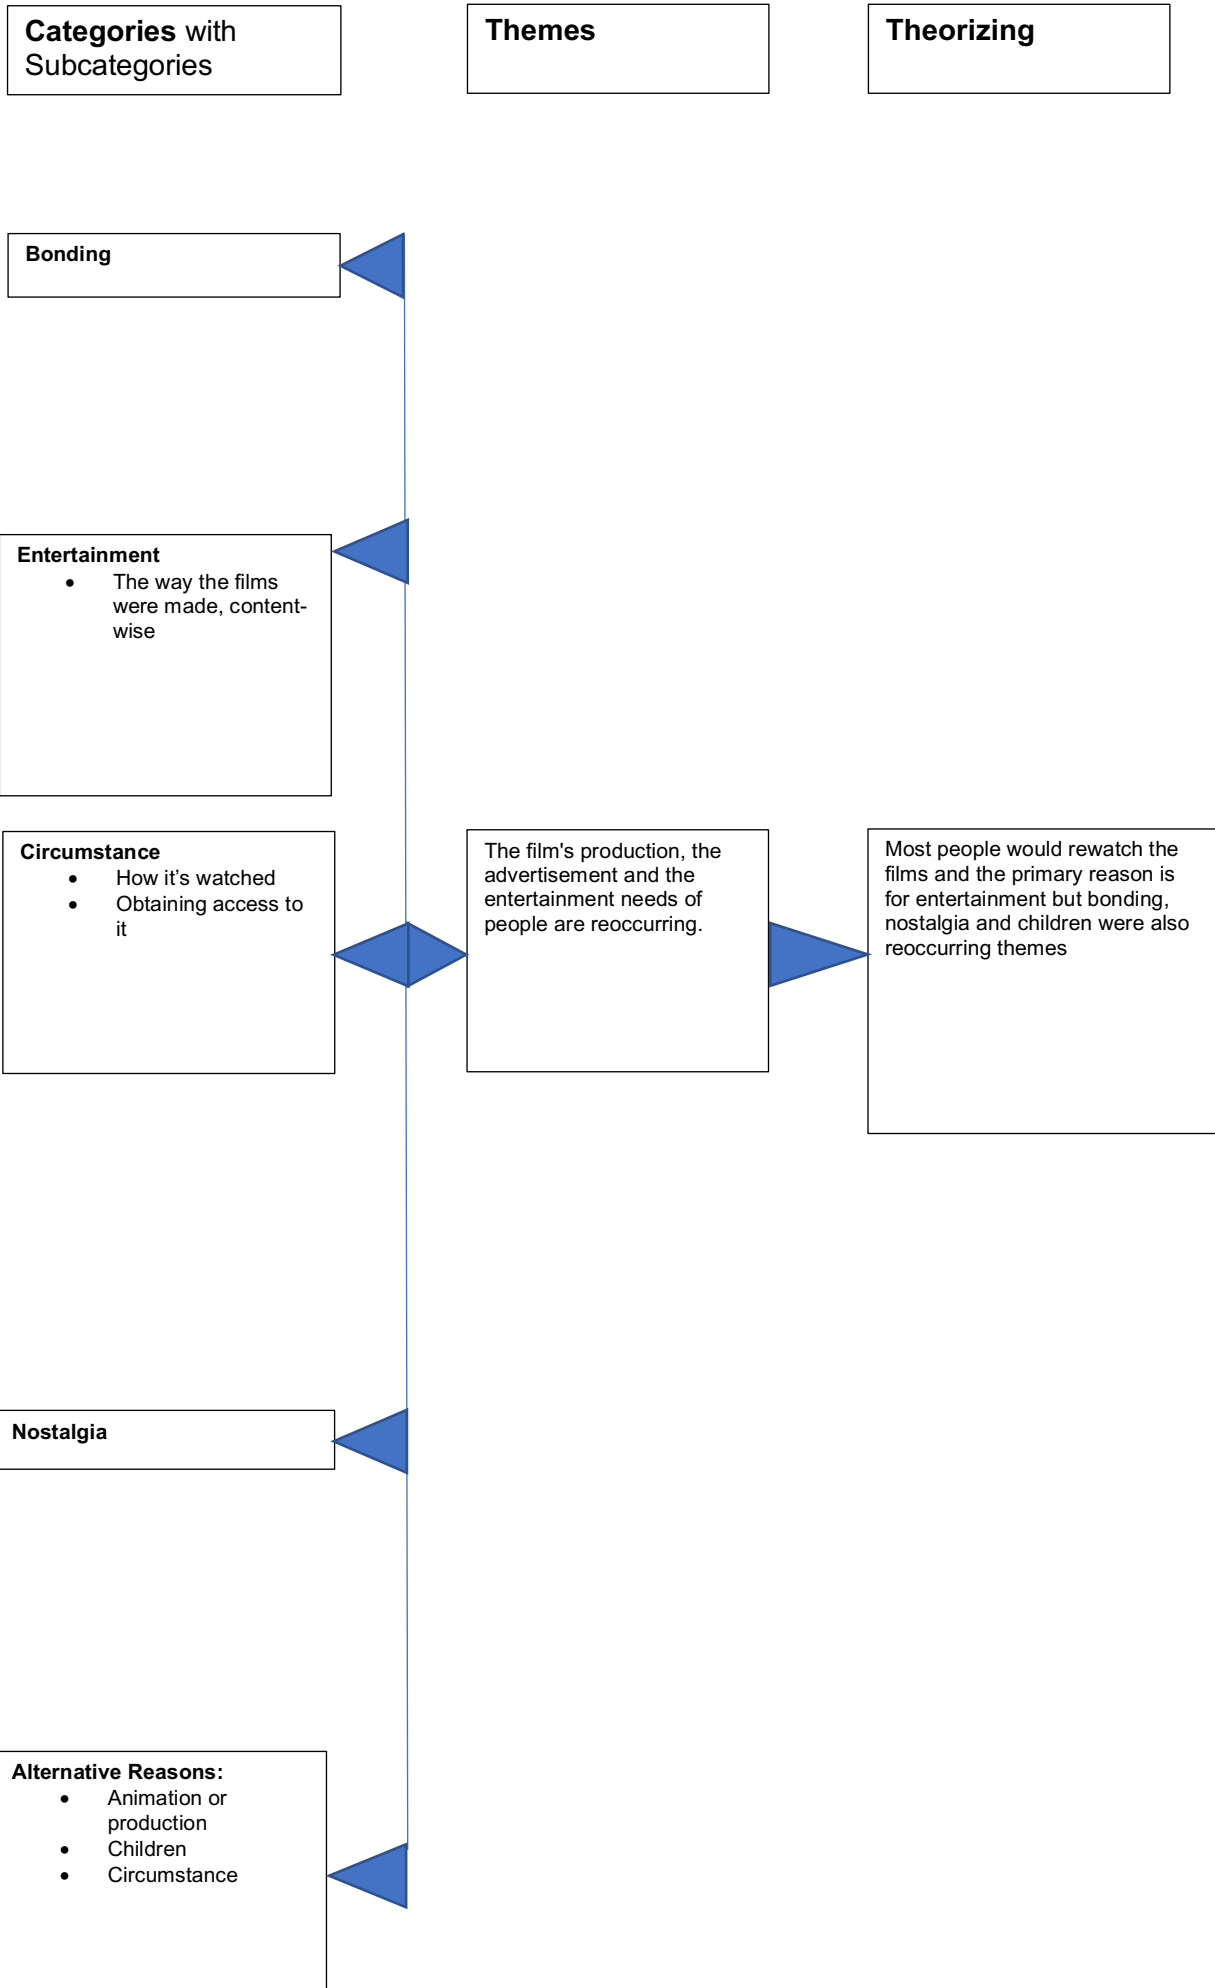 Categories with
Subcategories
Themes
Theorizing
Bonding
Entertainment
• The way the films
were made, content-
wise
Circumstance
• How it’s watched
• Obtaining access to
it
The film's production, the
advertisement and the
entertainment needs of
people are reoccurring.
Most people would rewatch the
films and the primary reason is
for entertainment but bonding,
nostalgia and children were also
reoccurring themes
Nostalgia
Alternative Reasons:
• Animation or
production
• Children
• Circumstance